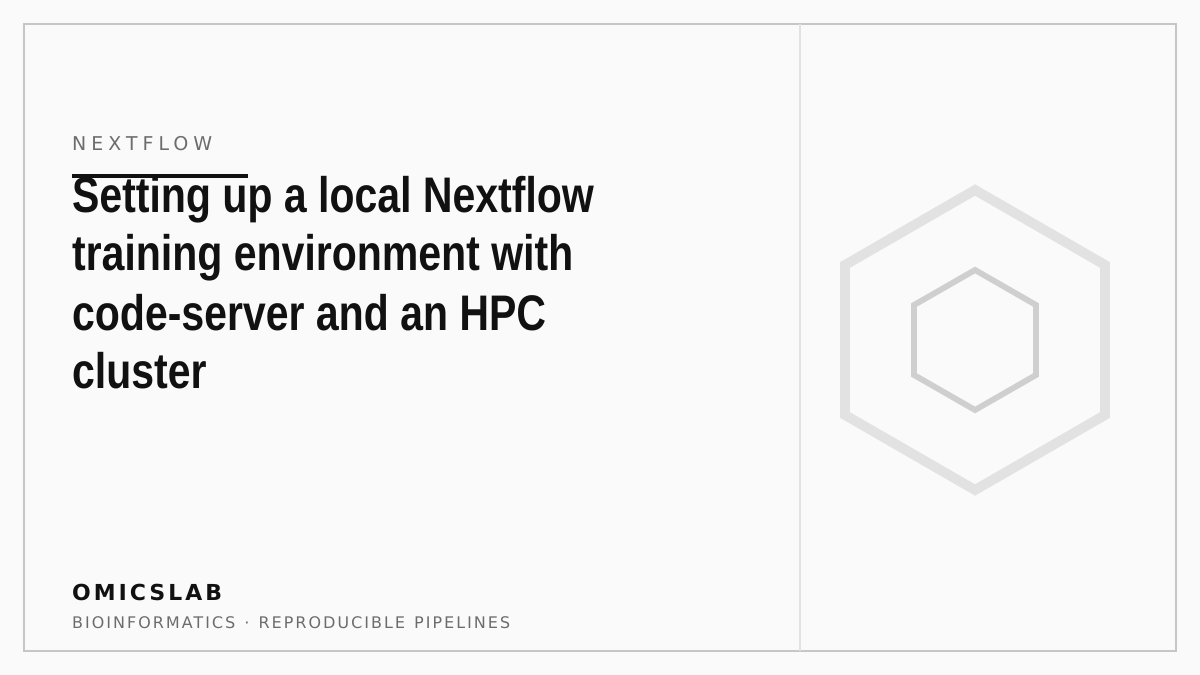 NEXTFLOW
Setting up a local Nextflow
training environment with
code-server and an HPC
cluster
OMICSLAB
BIOINFORMATICS · REPRODUCIBLE PIPELINES